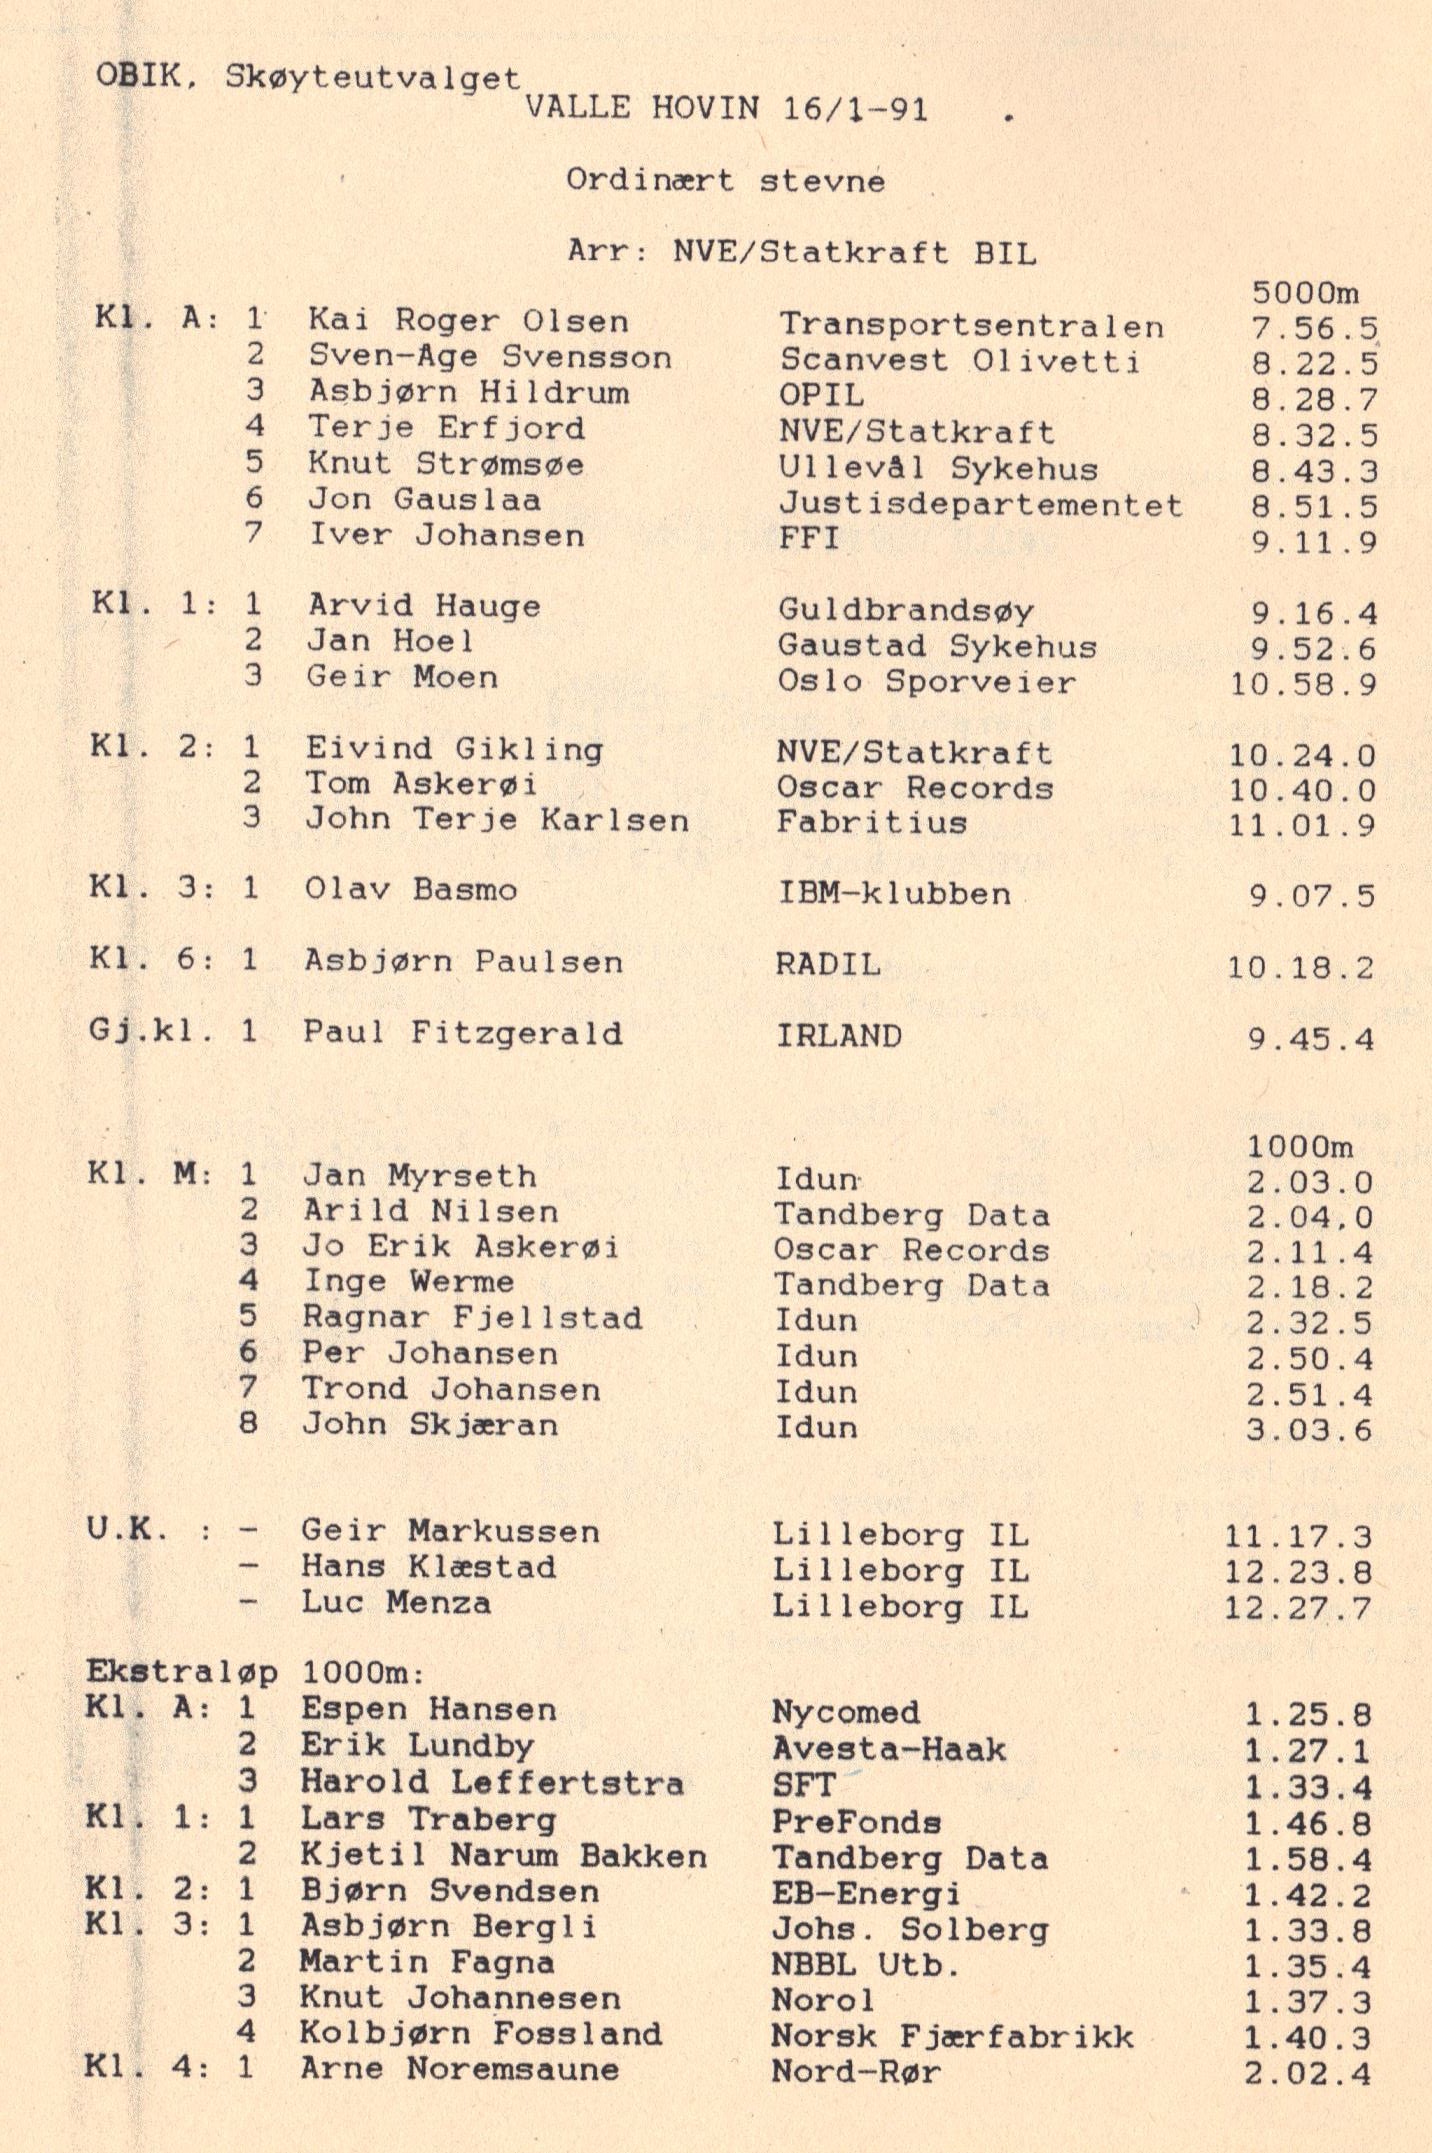 OBIK. Skøyteutvalget
VALLE HOVIN 16/1-91
Ordinært stevne
Arr: NVE/Statkraft BIL
5000m
Kl. A: 1 Kai Roger Olsen Transportsentralen 7.56.5
2 Sven-Age Svensson Scanvest Olivetti 8.22.5
3 Asbjørn Hildrum OPIL 8.28.7
4 Terje Erfjord NVE/Statkraft 8.32.5
5 Knut Strømsøe Ullevål Sykehus 8.43.3
6 Jon Gauslaa Justisdepartementet 8.51.5
7 Iver Johansen FFI 9.11.9
Kl. 1: 1 Arvid Hauge Guldbrandsøy 9.16.4
2 Jan Hoel Gaustad Sykehus 9.52.6
3 Geir Moen Oslo Sporveier 10.58.9
Kl. 2: 1 Eivind Gikling NVE/Statkraft 10.24.0
2 Tom Askerøi Oscar Records 10.40.0
3 John Terje Karlsen Fabritius 11.01.9
Kl. 3: 1 Olav Basmo IBM-klubben 9.07.5
Kl. 6: 1 Asbjørn Paulsen RADIL 10.18.2
Gj.kl. 1 Paul Fitzgerald IRLAND 9.45.4
1000m
Kl. M: 1 Jan Myrseth Idun 2.03.0
2 Arild Nilsen Tandberg Data 2.04.0
3 Jo Erik Askerøi Oscar Records 2.11.4
4 Inge Werme Tandberg Data 2.18.2
5 Ragnar Fjellstad Idun 2.32.5
6 Per Johansen Idun 2.50.4
7 Trond Johansen Idun 2.51.4
8 John Skjæran Idun 3.03.6
U.K. : - Geir Markussen Lilleborg IL 11.17.3
- Hans Klæstad Lilleborg IL 12.23.8
- Luc Menza Lilleborg IL 12.27.7
Ekstraløp 1000m:
Kl. A: 1 Espen Hansen Nycomed 1.25.8
2 Erik Lundby Avesta-Haak 1.27.1
3 Harold Leffertstra SFT 1.33.4
Kl. 1: 1 Lars Traberg PreFonds 1.46.8
2 Kjetil Narum Bakken Tandberg Data 1.58.4
Kl. 2: 1 Bjørn Svendsen EB-Energi 1.42.2
Kl. 3: 1 Asbjørn Bergli Johs. Solberg 1.33.8
2 Martin Fagna NBBL Utb. 1.35.4
3 Knut Johannesen Norol 1.37.3
4 Kolbjørn Fossland Norsk Fjærfabrikk 1.40.3
Kl. 4: 1 Arne Noremsaune Nord-Rør 2.02.4